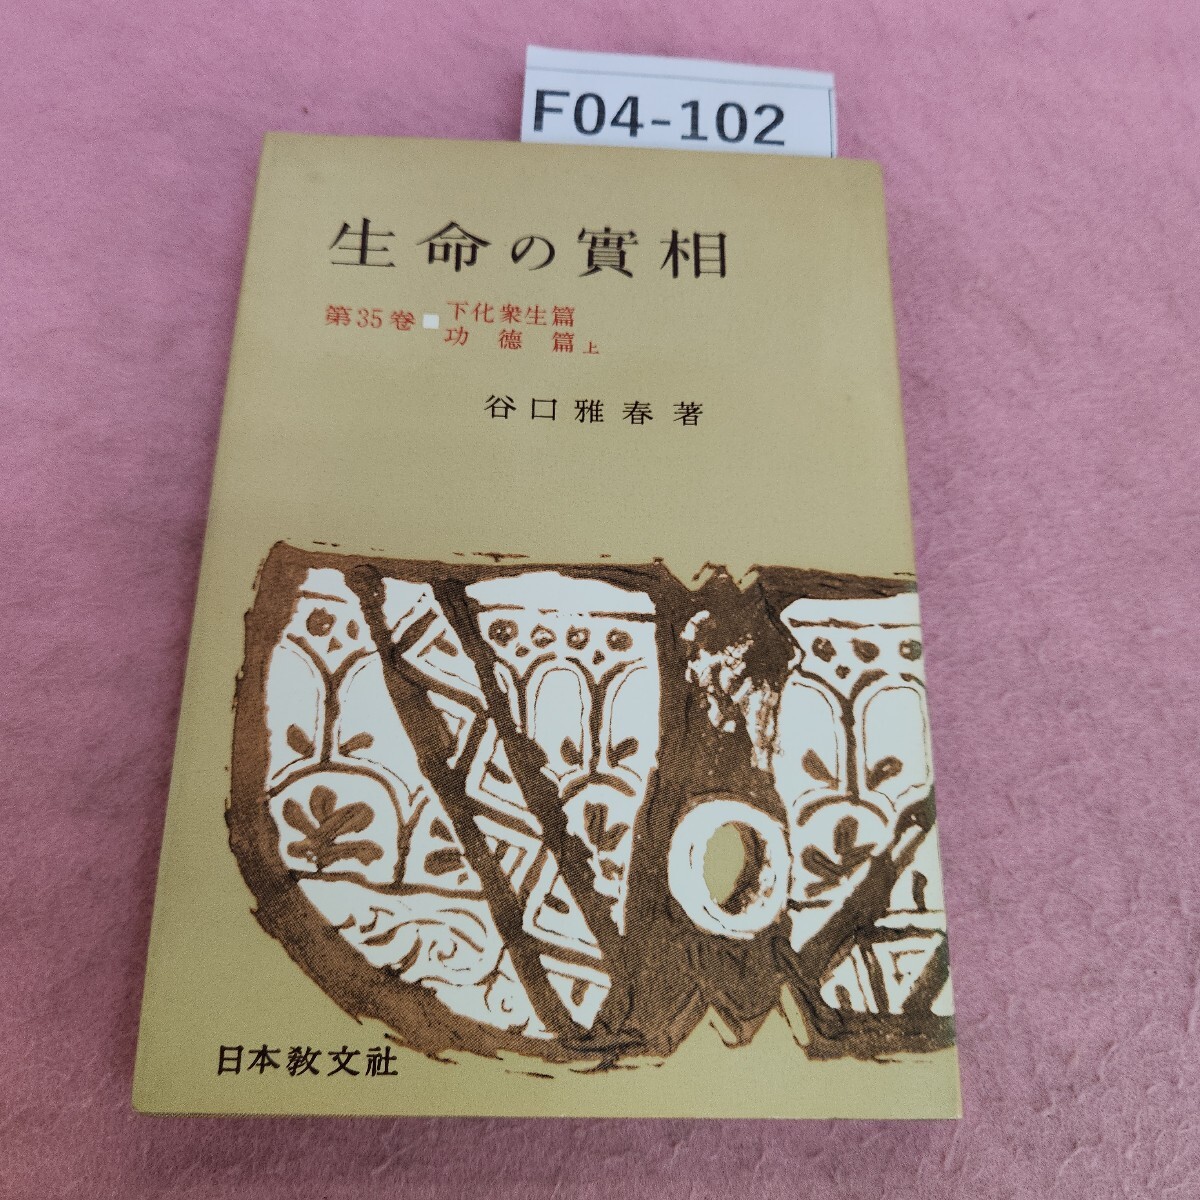 F04-102
生命の實相
第35巻■下化衆生篇
功徳篇上
谷口雅春著
日本教文社